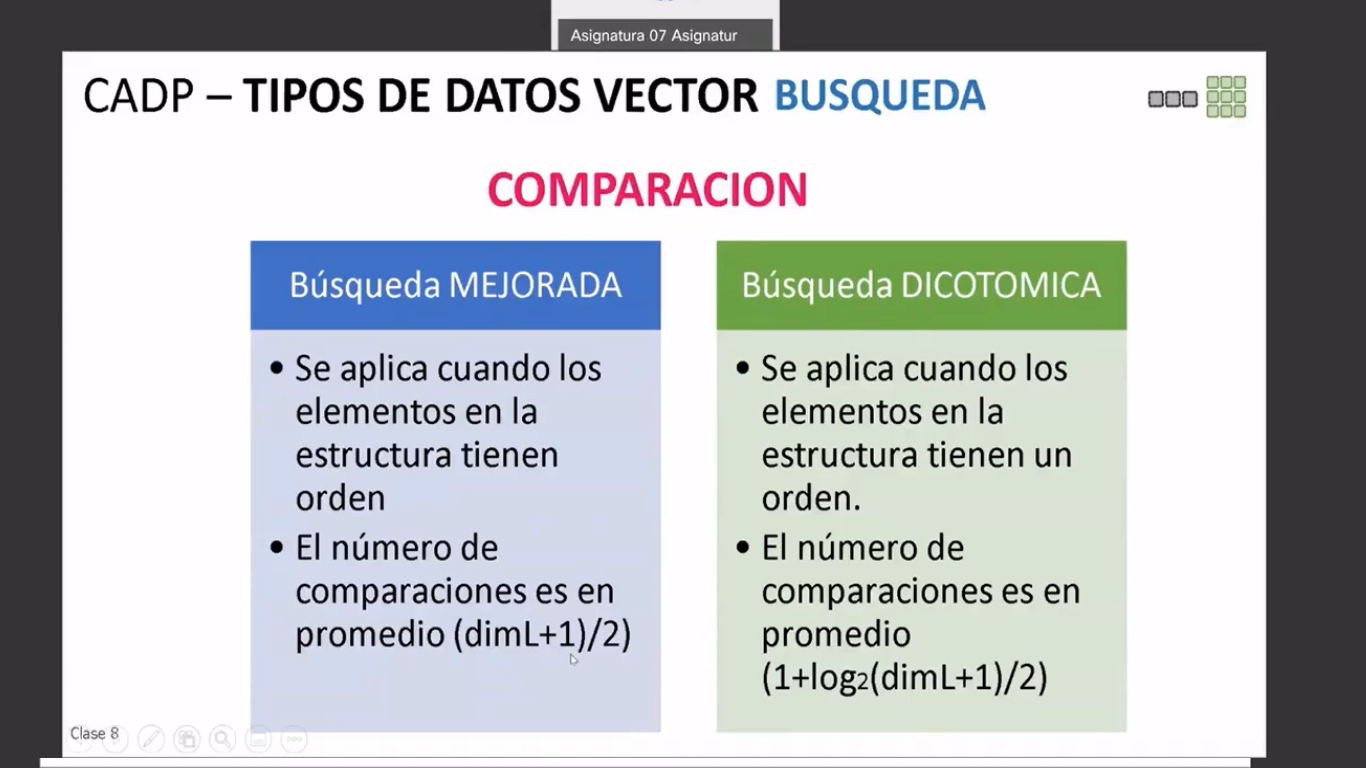 Asignatura 07 Asignatur
CADP – TIPOS DE DATOS VECTOR BUSQUEDA
COMPARACION
Búsqueda MEJORADA
• Se aplica cuando los
elementos en la
estructura tienen
orden
• El número de
comparaciones es en
promedio (dimL+1)/2)
Búsqueda DICOTOMICA
• Se aplica cuando los
elementos en la
estructura tienen un
orden.
• El número de
comparaciones es en
promedio
(1+log2(dimL+1)/2)
Clase 8